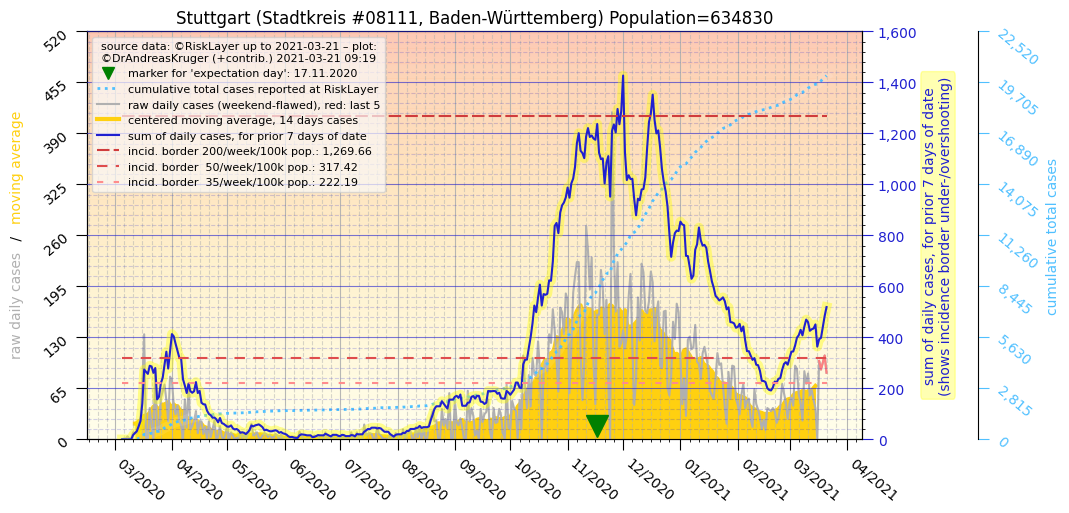 Stuttgart (Stadtkreis #08111, Baden-Württemberg) Population=634830
source data: ©RiskLayer up to 2021-03-21 – plot:
©DrAndreasKruger (+contrib.) 2021-03-21 09:19
marker for 'expectation day': 17.11.2020
cumulative total cases reported at RiskLayer
raw daily cases (weekend-flawed), red: last 5
centered moving average, 14 days cases
sum of daily cases, for prior 7 days of date
incid. border 200/week/100k pop.: 1,269.66
incid. border 50/week/100k pop.: 317.42
incid. border 35/week/100k pop.: 222.19
raw daily cases / moving average
520
455
390
325
260
195
130
65
0
03/2020
04/2020
05/2020
06/2020
07/2020
08/2020
09/2020
10/2020
11/2020
12/2020
01/2021
02/2021
03/2021
04/2021
1,600
1,400
1,200
1,000
800
600
400
200
0
sum of daily cases, for prior 7 days of date
(shows incidence border under-/overshooting)
22,520
19,705
16,890
14,075
11,260
8,445
5,630
2,815
0
cumulative total cases